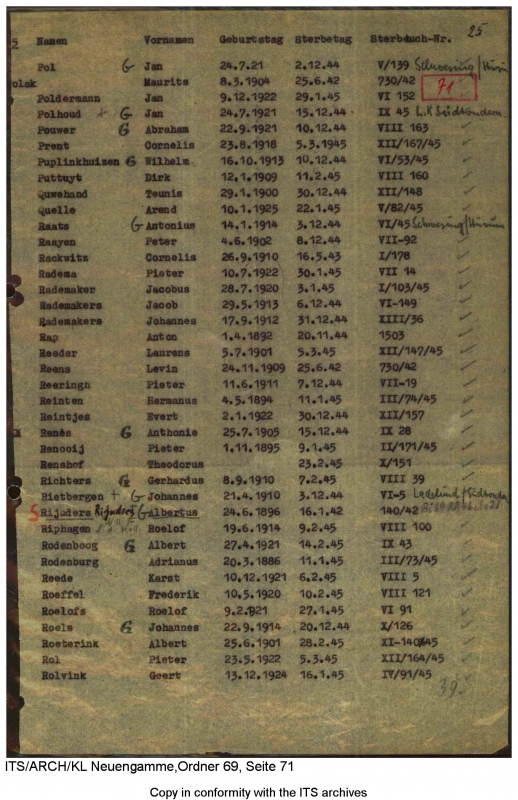 25
Namen Vornamen Geburtstag Sterbetag Sterbebuch-Nr.
Pol G Jan 24.7.21 2.12.44 V/139 Schwesing/Husum
olak Maurits 8.3.1904 25.6.42 730/42 71
Poldermann Jan 9.12.1922 29.1.45 VI 152
Polhoud + G Jan 24.7.1921 15.12.44 IX 45 L.K Südtondern
Pouwer G Abraham 22.9.1921 10.12.44 VIII 163
Prent Cornelis 23.8.1918 5.3.1945 XII/167/45
Puplinkhuizen G Wilhelm 16.10.1913 10.12.44 VI/53/45
Puttuyt Dirk 12.1.1909 11.2.45 VIII 160
Quwehand Teunis 29.1.1900 30.12.44 XII/148
Quelle Arend 10.1.1925 22.1.45 V/82/45
Raats G Antonius 14.1.1914 3.12.44 VI/45 Schwesing/Husum
Raayen Peter 4.6.1902 8.12.44 VII-92
Rackwitz Cornelis 26.9.1910 16.5.43 I/178
Radema Pieter 10.7.1922 30.1.45 VII 14
Rademaker Jacobus 28.7.1920 3.1.45 I/103/45
Rademakers Jacob 29.5.1913 6.12.44 VI-149
Rademakers Johannes 17.9.1912 31.12.44 XIII/36
Rap Anton 1.4.1892 20.11.44 1503
Reeder Laurens 5.7.1901 5.3.45 XII/147/45
Reens Levin 24.11.1909 25.6.42 730/42
Reeringh Pieter 11.6.1911 7.12.44 VII-19
Reinten Hermanus 4.5.1894 11.1.45 III/74/45
Reintjes Evert 2.1.1922 30.12.44 XII/157
Renès G Anthonie 25.7.1905 15.12.44 IX 28
Renooij Pieter 1.11.1895 9.1.45 II/171/45
Renshof Theodorus 23.2.45 X/151
Richters G Gerhardus 8.9.1910 7.2.45 VIII 39
Rietbergen + G Johannes 21.4.1910 3.12.44 VI-5 Ladelund/Südtondern
S Rijuders Rijuders G Albertus 24.6.1896 16.1.42 140/42
Riphagen Roelof 19.6.1914 9.2.45 VIII 100
Rodenboog G Albert 27.4.1921 14.2.45 IX 43
Rodenburg Adrianus 20.3.1886 11.1.45 III/73/45
Roede Karst 10.12.1921 6.2.45 VIII 5
Roeffel Frederik 10.5.1920 10.2.45 VIII 121
Roelofs Roelof 9.2.921 27.1.45 VI 91
Roels G Johannes 22.9.1914 20.12.44 X/126
Roeterink Albert 25.6.1901 28.2.45 XI-140/45
Rol Pieter 23.5.1922 5.3.45 XII/164/45
Rolvink Geert 13.12.1924 16.1.45 IV/91/45
395
ITS/ARCH/KL Neuengamme,Ordner 69, Seite 71
Copy in conformity with the ITS archives